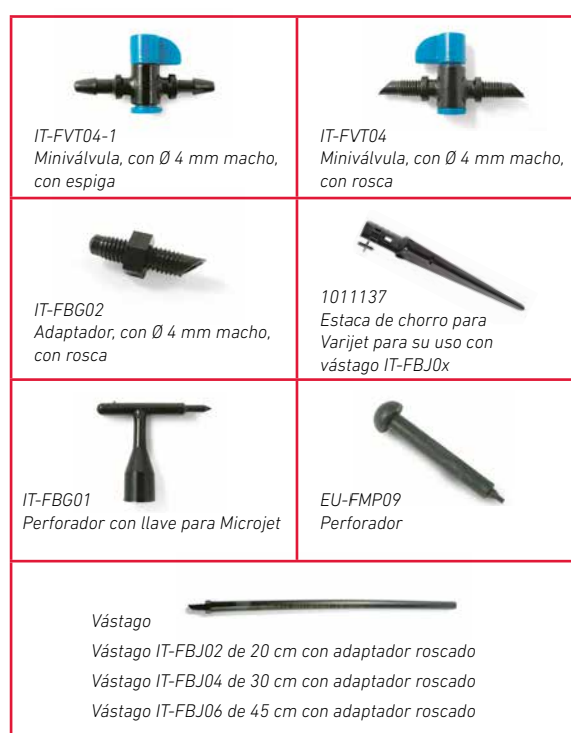 IT-FVT04-1
Miniválvula, con Ø 4 mm macho,
con espiga
IT-FVT04
Miniválvula, con Ø 4 mm macho,
con rosca
IT-FBG02
Adaptador, con Ø 4 mm macho,
con rosca
1011137
Estaca de chorro para
Varijet para su uso con
vástago IT-FBJ0x
IT-FBG01
Perforador con llave para Microjet
EU-FMP09
Perforador
Vástago
Vástago IT-FBJ02 de 20 cm con adaptador roscado
Vástago IT-FBJ04 de 30 cm con adaptador roscado
Vástago IT-FBJ06 de 45 cm con adaptador roscado